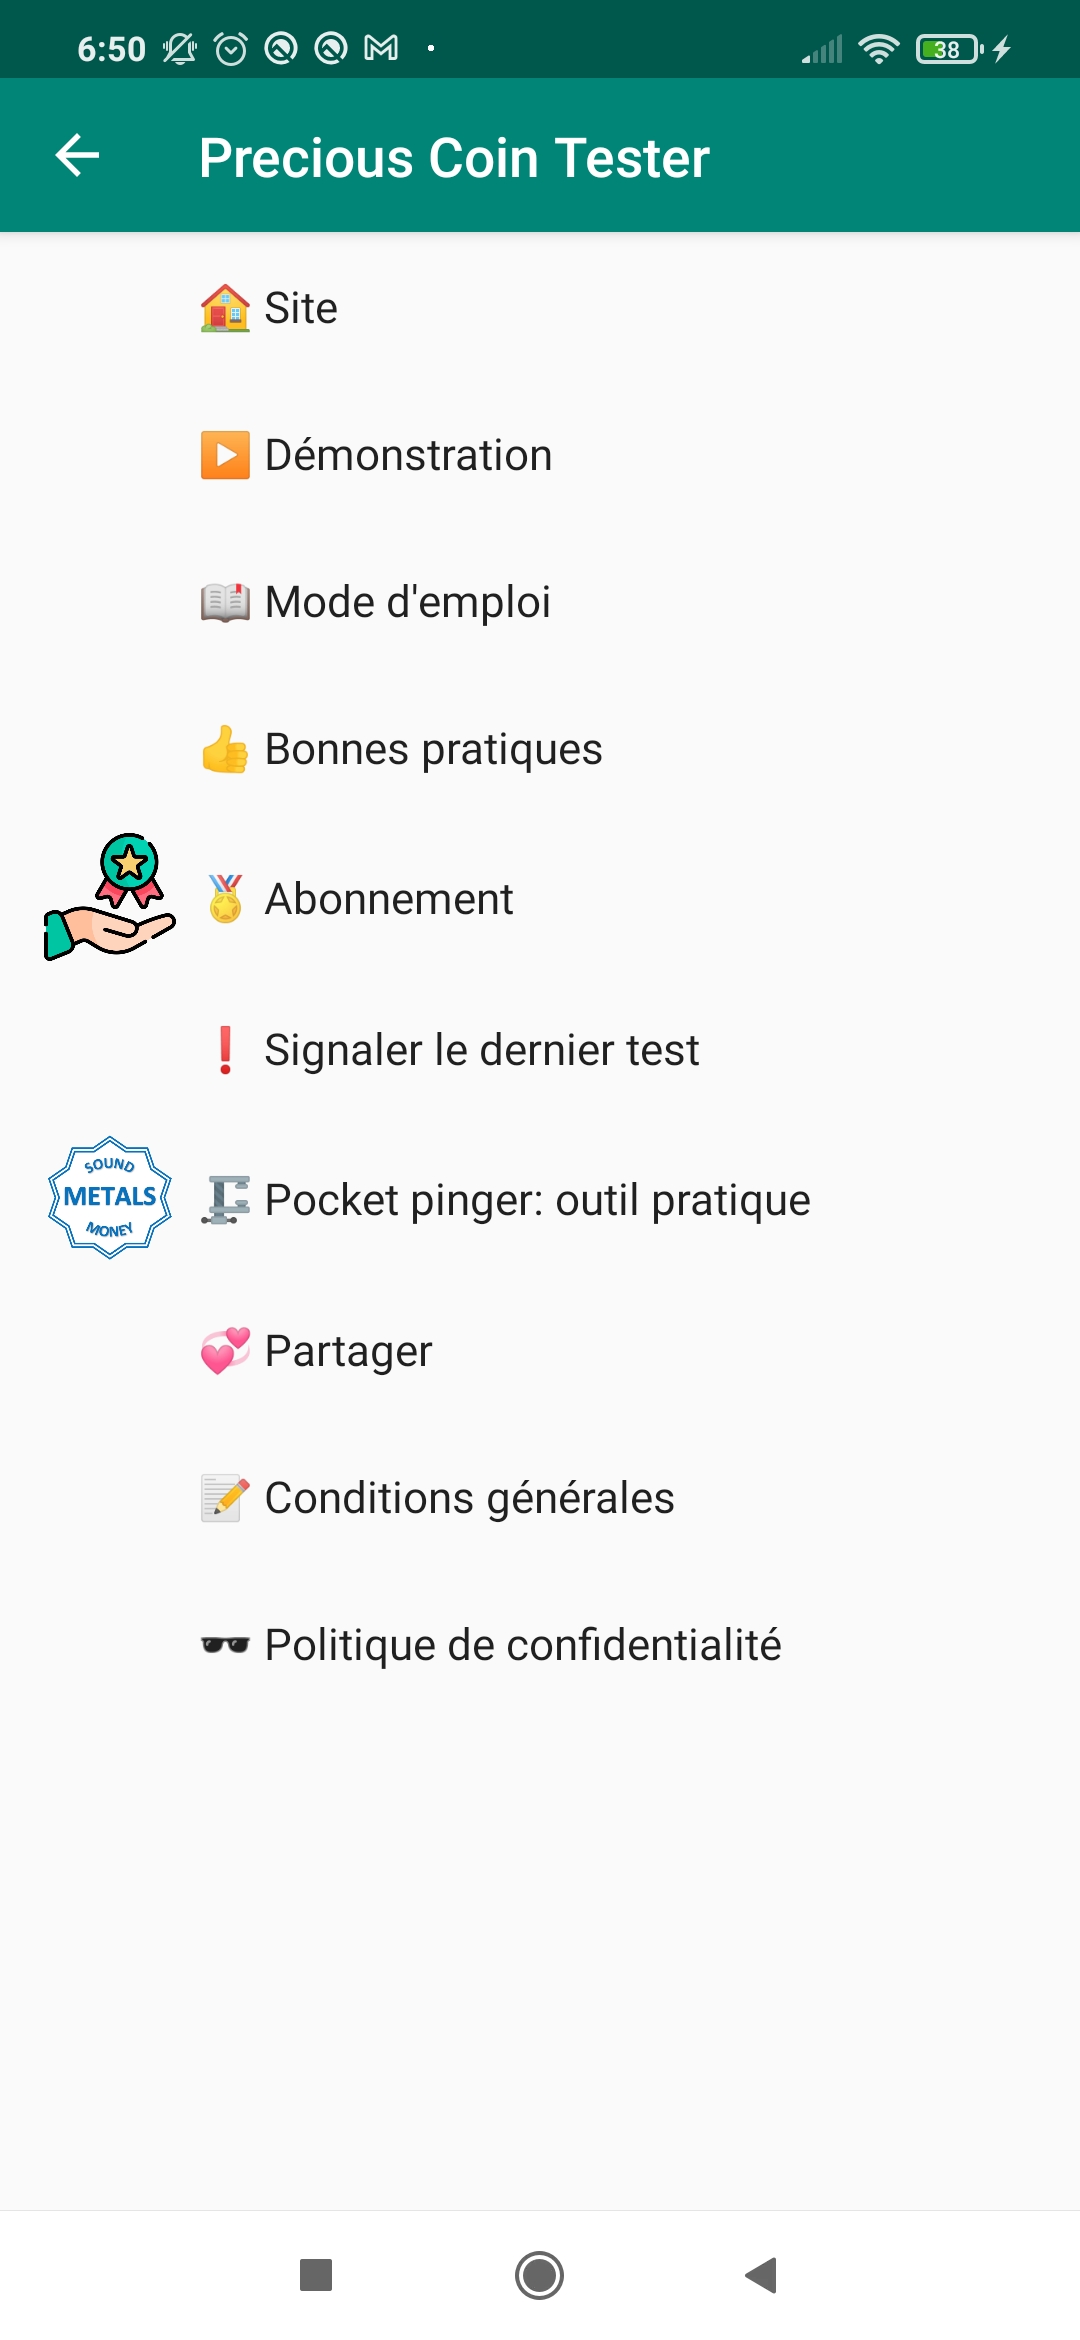 6:50
38
Precious Coin Tester
Site
Démonstration
Mode d'emploi
Bonnes pratiques
Abonnement
Signaler le dernier test
SOUND
METALS
MONEY
Pocket pinger: outil pratique
Partager
Conditions générales
Politique de confidentialité